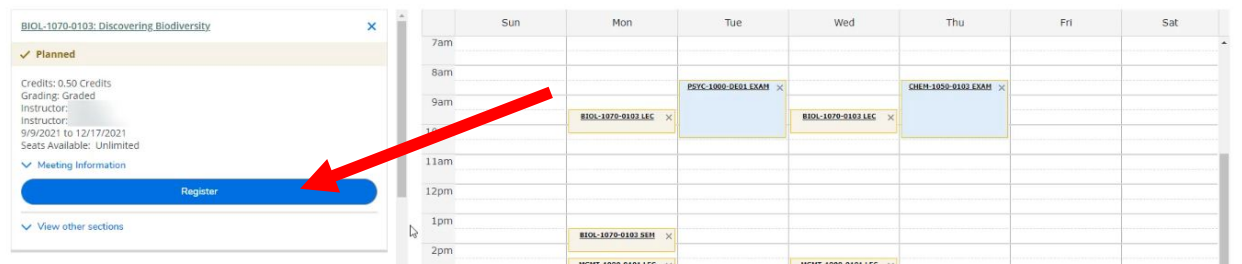 BIOL-1070-0103: Discovering Biodiversity
Planned
Credits: 0.50 Credits
Grading: Graded
Instructor:
Instructor:
9/9/2021 to 12/17/2021
Seats Available: Unlimited
Meeting Information
Register
View other sections
Sun Mon Tue Wed Thu Fri Sat
7am
8am
PSYC-1000-DE01 EXAM CHEM-1050-0103 EXAM
9am
BIOL-1070-0103 LEC BIOL-1070-0103 LEC
11am
12pm
1pm
BIOL-1070-0103 SEM
2pm